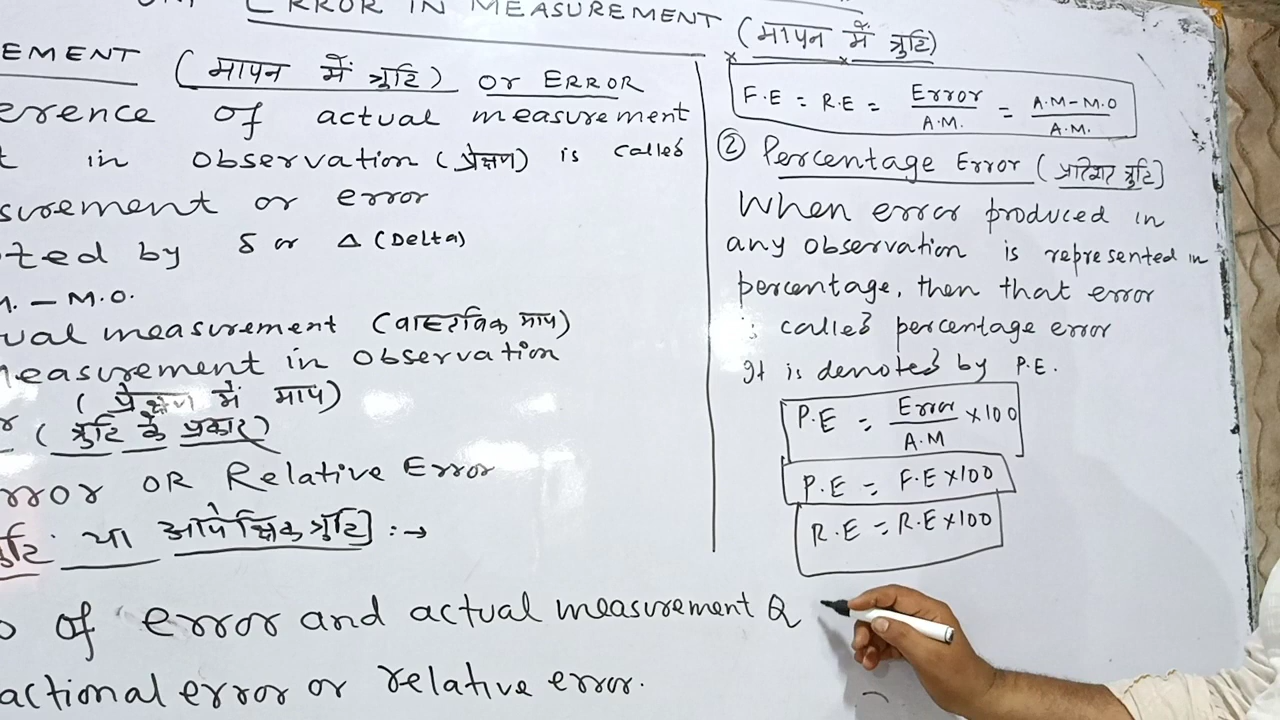 ERROR IN MEASUREMENT (मापन में त्रुटि)
EMENT (मापन में त्रुटि) OR ERROR
erence of actual measurement
t in observation (प्रेक्षण) is called
surement or error
oted by δ or Δ (Delta)
M. – M.O.
ual measurement (वास्तविक माप)
measurement in observation
(प्रेक्षण में माप)
r (त्रुटि के प्रकार)
rror OR Relative Error
त्रुटि या आपेक्षिक त्रुटि] :→
o of error and actual measurement
actional error or relative error.
F.E = R.E = Error/A.M. = A.M – M.O/A.M.
② Percentage Error (प्रतिशत त्रुटि]
When error produced in
any observation is represented in
percentage, then that error
is called percentage error
It is denoted by P.E.
P.E = Error/A.M × 100
P.E = F.E × 100
R.E = R.E × 100
Q